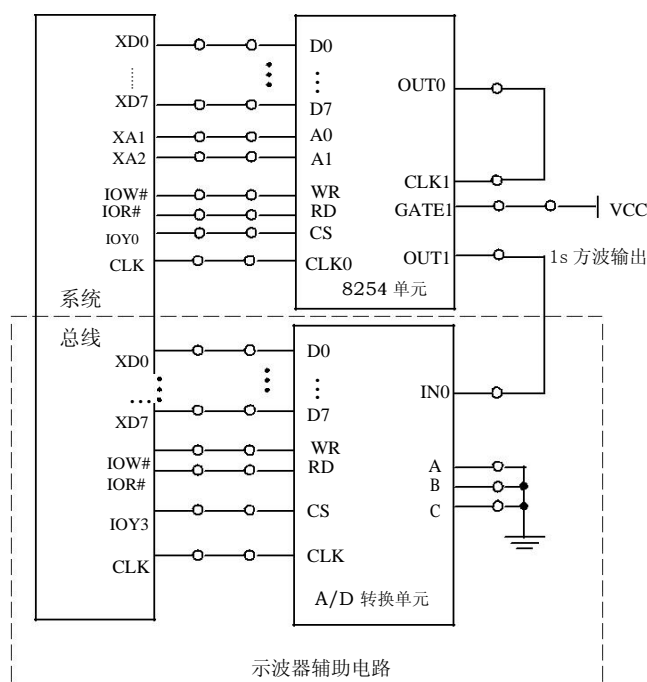 XD0
XD7
XA1
XA2
IOW#
IOR#
IOY0
CLK
系统
总线
XD0
XD7
IOW#
IOR#
IOY3
CLK
D0
D7
A0
A1
WR
RD
CS
CLK0
OUT0
CLK1
GATE1
OUT1
8254 单元
VCC
1s 方波输出
D0
D7
WR
RD
CS
CLK
IN0
A
B
C
A/D 转换单元
示波器辅助电路